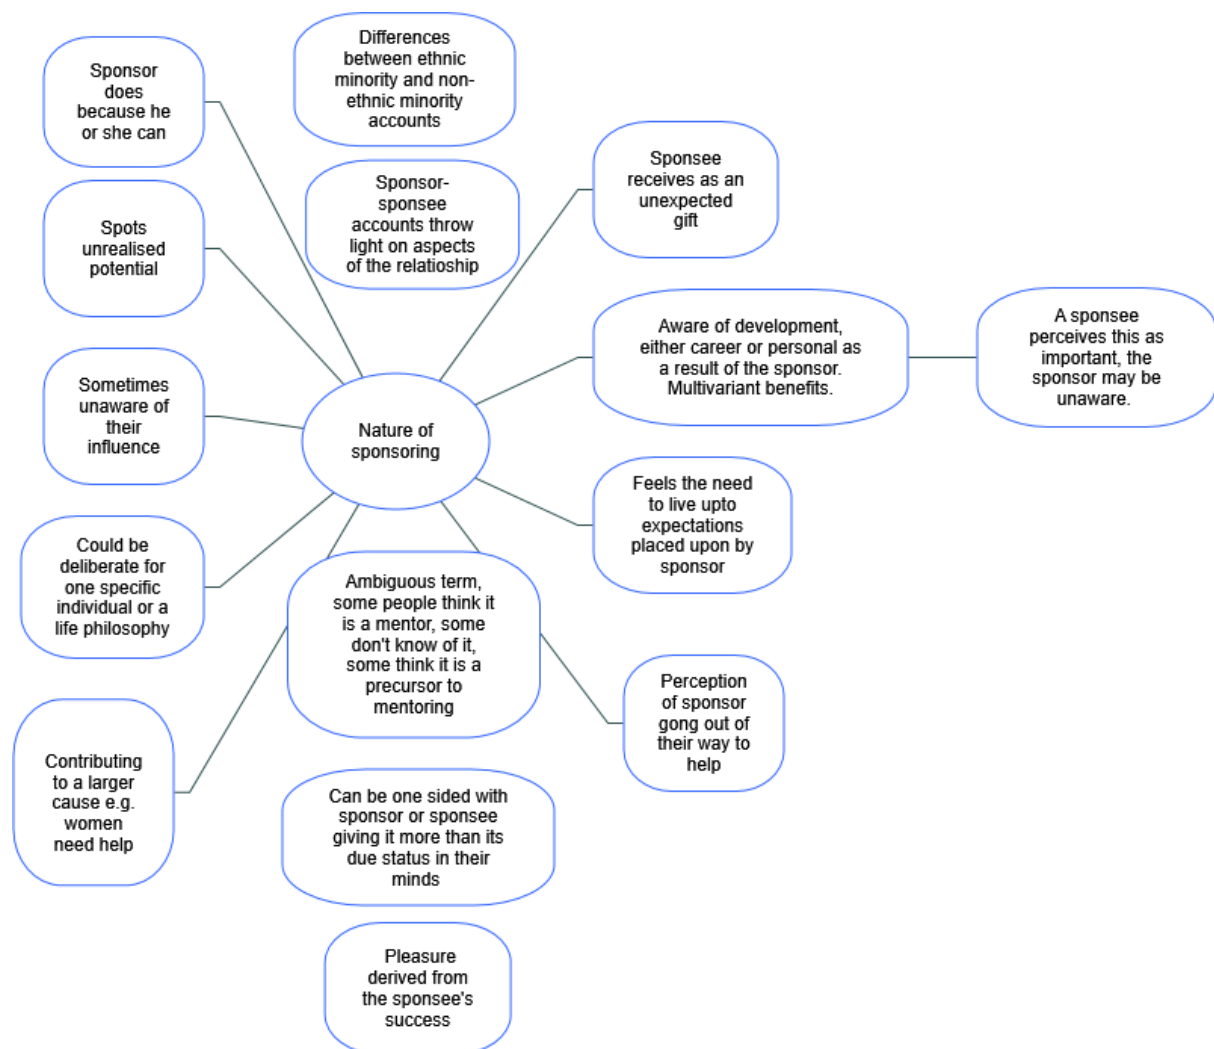 Differences
between ethnic
minority and non-
ethnic minority
accounts
Sponsor
does
because he
or she can
Sponsee
receives as an
unexpected
gift
Sponsor-
sponsee
accounts throw
light on aspects
of the relatioship
Spots
unrealised
potential
Aware of development,
either career or personal as
a result of the sponsor.
Multivariant benefits.
A sponsee
perceives this as
important, the
sponsor may be
unaware.
Sometimes
unaware of
their
influence
Nature of
sponsoring
Feels the need
to live upto
expectations
placed upon by
sponsor
Could be
deliberate for
one specific
individual or a
life philosophy
Ambiguous term,
some people think it
is a mentor, some
don't know of it,
some think it is a
precursor to
mentoring
Perception
of sponsor
gong out of
their way to
help
Contributing
to a larger
cause e.g.
women
need help
Can be one sided with
sponsor or sponsee
giving it more than its
due status in their
minds
Pleasure
derived from
the sponsee's
success